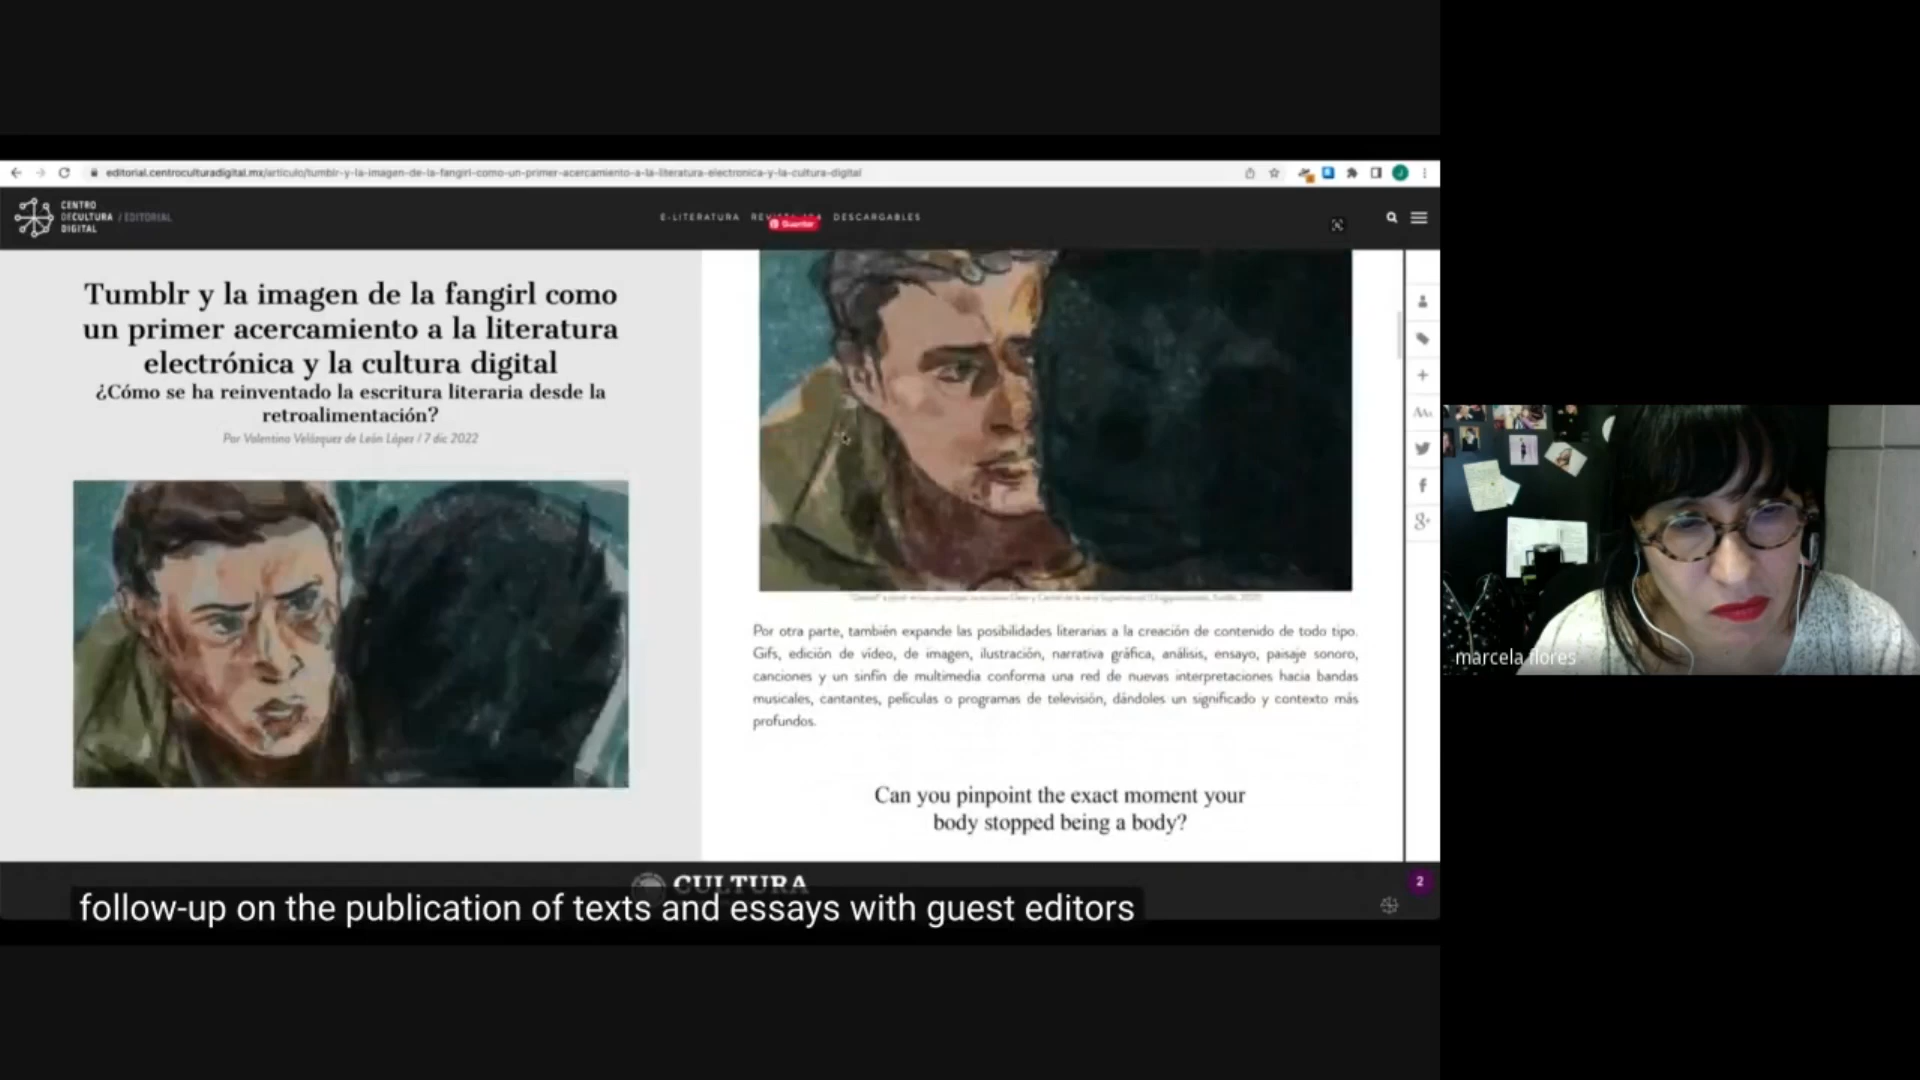 editorial.centroculturadigital.mx/articulo/tumblr-y-la-imagen-de-la-fangirl-como-un-primer-acercamiento-a-la-literatura-electronica-y-la-cultura-digital
CENTRO
DECULTURA / EDITORIAL
DIGITAL
E-LITERATURA DESCARGABLES
Guardar
Tumblr y la imagen de la fangirl como
un primer acercamiento a la literatura
electrónica y la cultura digital
¿Cómo se ha reinventado la escritura literaria desde la
retroalimentación?
Por Valentina Velázquez de León López / 7 dic 2022
Por otra parte, también expande las posibilidades literarias a la creación de contenido de todo tipo.
Gifs, edición de vídeo, de imagen, ilustración, narrativa gráfica, análisis, ensayo, paisaje sonoro,
canciones y un sinfín de multimedia conforma una red de nuevas interpretaciones hacia bandas
musicales, cantantes, películas o programas de televisión, dándoles un significado y contexto más
profundos.
Can you pinpoint the exact moment your
body stopped being a body?
CULTURA
2
follow-up on the publication of texts and essays with guest editors
marcela flores